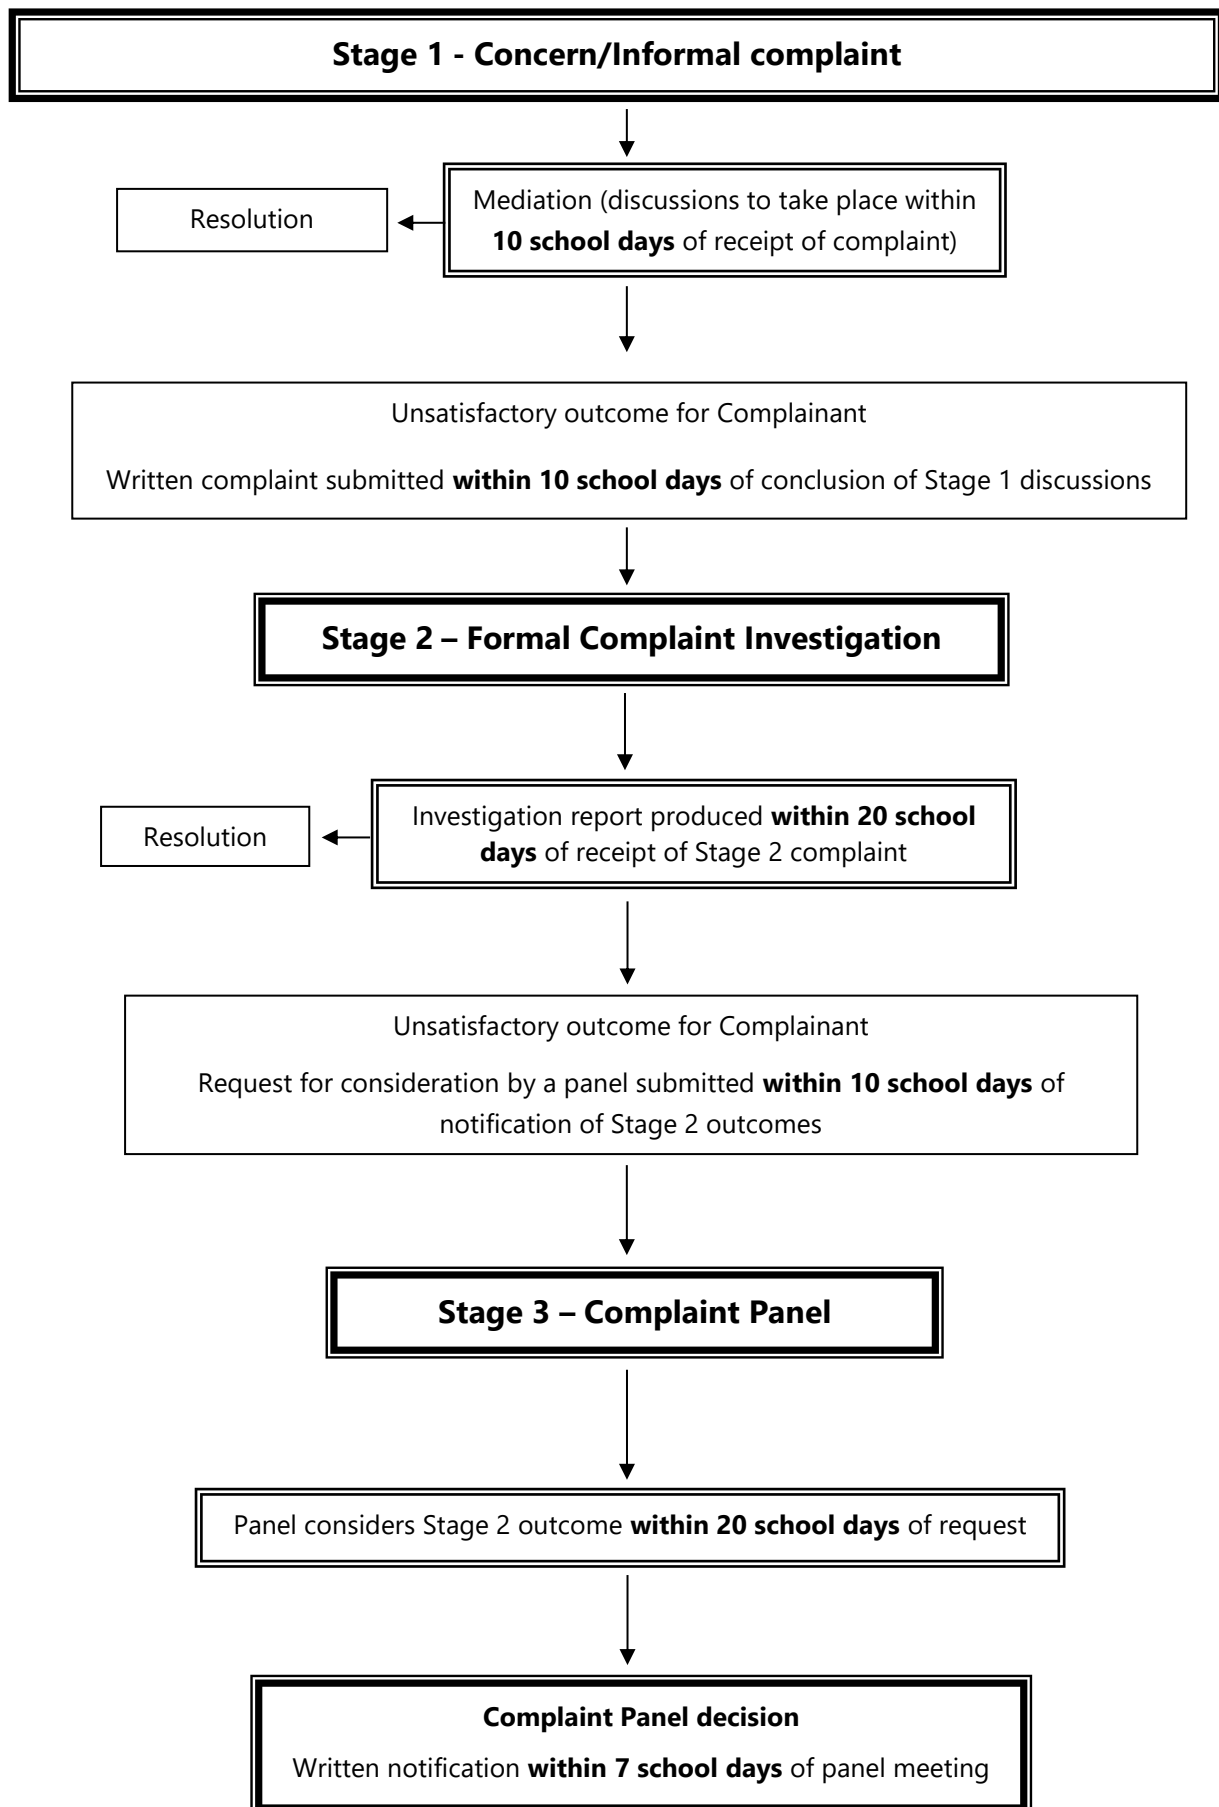 Stage 1 - Concern/Informal complaint
Mediation (discussions to take place within
10 school days of receipt of complaint)
Resolution
Unsatisfactory outcome for Complainant
Written complaint submitted within 10 school days of conclusion of Stage 1 discussions
Stage 2 – Formal Complaint Investigation
Investigation report produced within 20 school
days of receipt of Stage 2 complaint
Resolution
Unsatisfactory outcome for Complainant
Request for consideration by a panel submitted within 10 school days of
notification of Stage 2 outcomes
Stage 3 – Complaint Panel
Panel considers Stage 2 outcome within 20 school days of request
Complaint Panel decision
Written notification within 7 school days of panel meeting